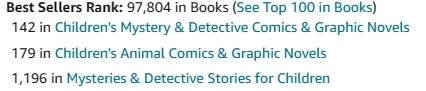 Best Sellers Rank: 97,804 in Books (See Top 100 in Books)
142 in Children's Mystery & Detective Comics & Graphic Novels
179 in Children's Animal Comics & Graphic Novels
1,196 in Mysteries & Detective Stories for Children